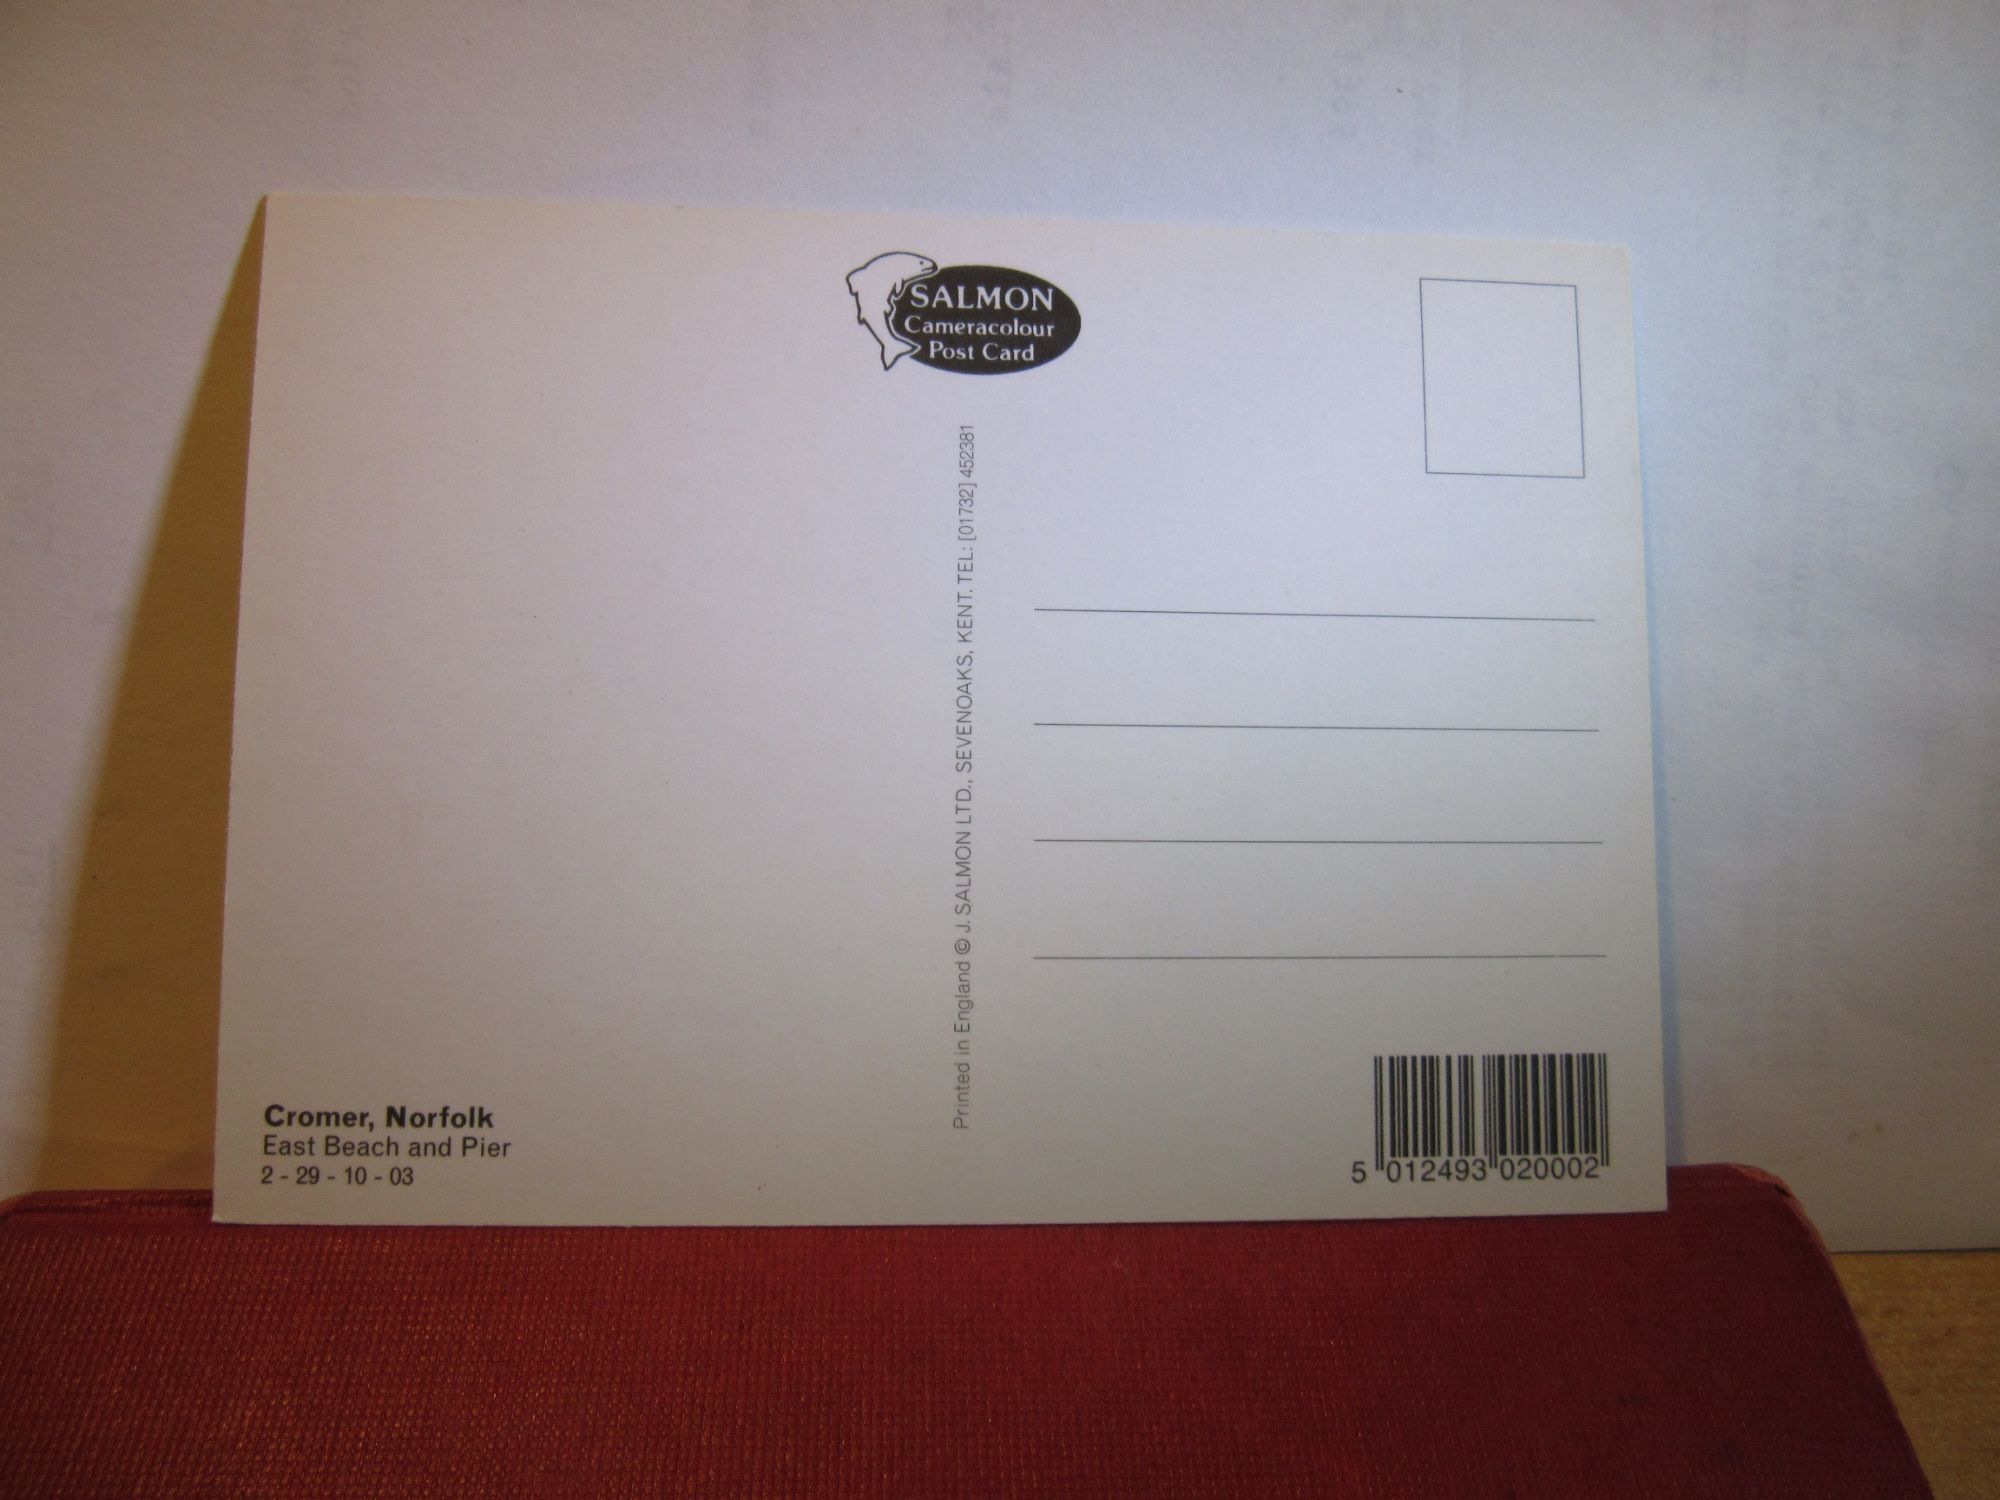 SALMON
Cameracolour
Post Card
Printed in England © J. SALMON LTD., SEVENOAKS, KENT. TEL: [01732] 452381
Cromer, Norfolk
East Beach and Pier
2 - 29 - 10 - 03
5 012493 020002